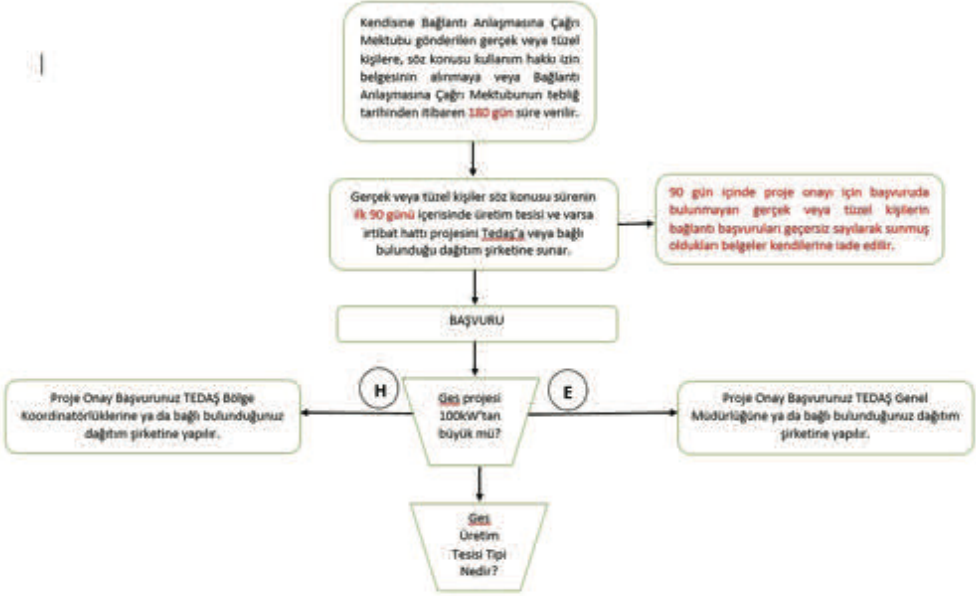 Kendisine Bağlantı Anlaşmasına Çağrı
Mektubu gönderilen gerçek veya tüzel
kişilere, söz konusu kullanım hakkı izin
belgesinin alınmaya veya Bağlantı
Anlaşmasına Çağrı Mektubunun tebliğ
tarihinden itibaren 180 gün süre verilir.
Gerçek veya tüzel kişiler söz konusu sürenin
ilk 90 günü içerisinde üretim tesisi ve varsa
irtibat hattı projesini Tedaş'a veya bağlı
bulunduğu dağıtım şirketine sunar.
90 gün içinde proje onayı için başvuruda
bulunmayan gerçek veya tüzel kişilerin
bağlantı başvuruları geçersiz sayılarak sunmuş
oldukları belgeler kendilerine iade edilir.
BAŞVURU
H
E
Proje Onay Başvurunuz TEDAŞ Bölge
Koordinatörlüklerine ya da bağlı bulunduğunuz
dağıtım şirketine yapılır.
Ges projesi
100kW'tan
büyük mü?
Proje Onay Başvurunuz TEDAŞ Genel
Müdürlüğüne ya da bağlı bulunduğunuz dağıtım
şirketine yapılır.
Ges
Üretim
Tesisi Tipi
Nedir?